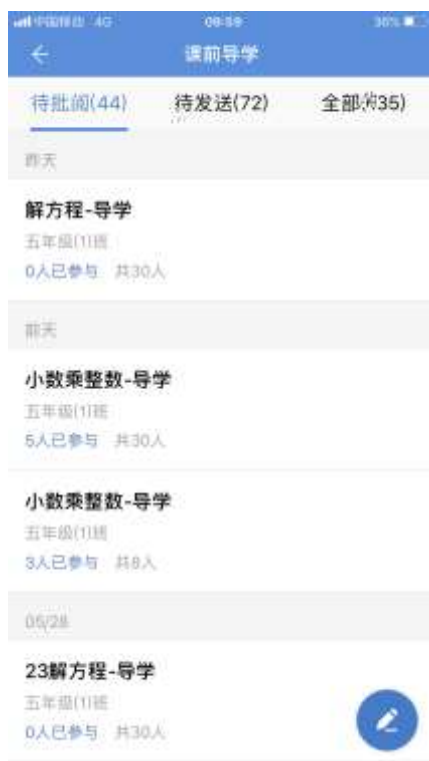 中国移动 4G 09:59 36%
课前导学
待批阅(44) 待发送(72) 全部 35)
昨天
解方程-导学
五年级(1)班
0人已参与 共30人
前天
小数乘整数-导学
五年级(1)班
5人已参与 共30人
小数乘整数-导学
五年级(1)班
3人已参与 共8人
05/28
23解方程-导学
五年级(1)班
0人已参与 共30人